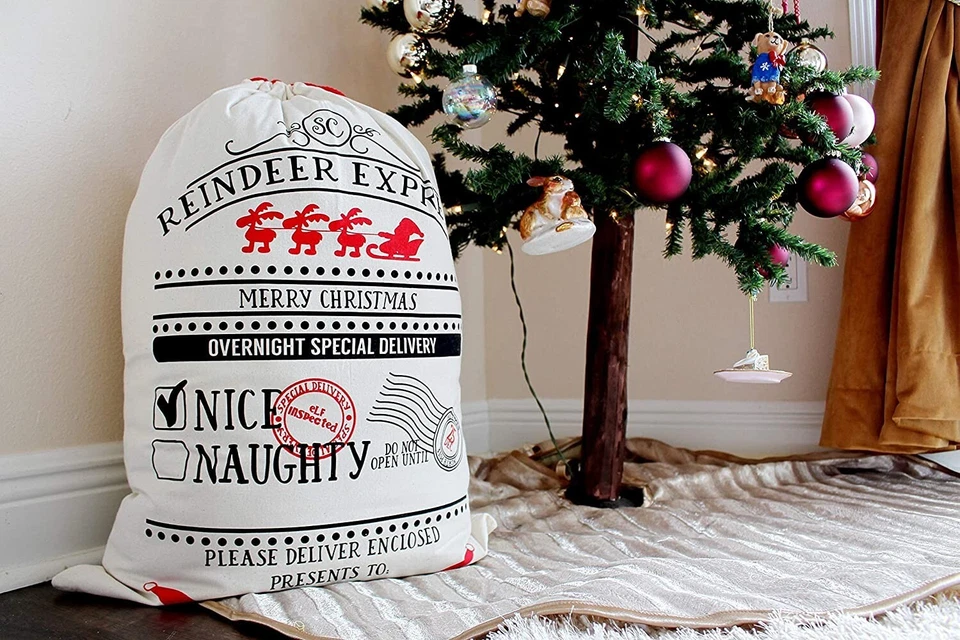 SC
REINDEER EXPR
MERRY CHRISTMAS
OVERNIGHT SPECIAL DELIVERY
NICE
SPECIAL DELIVERY
ELF
INSPECTED
NAUGHTY
DO NOT
OPEN UNTIL
PLEASE DELIVER ENCLOSED
PRESENTS TO: